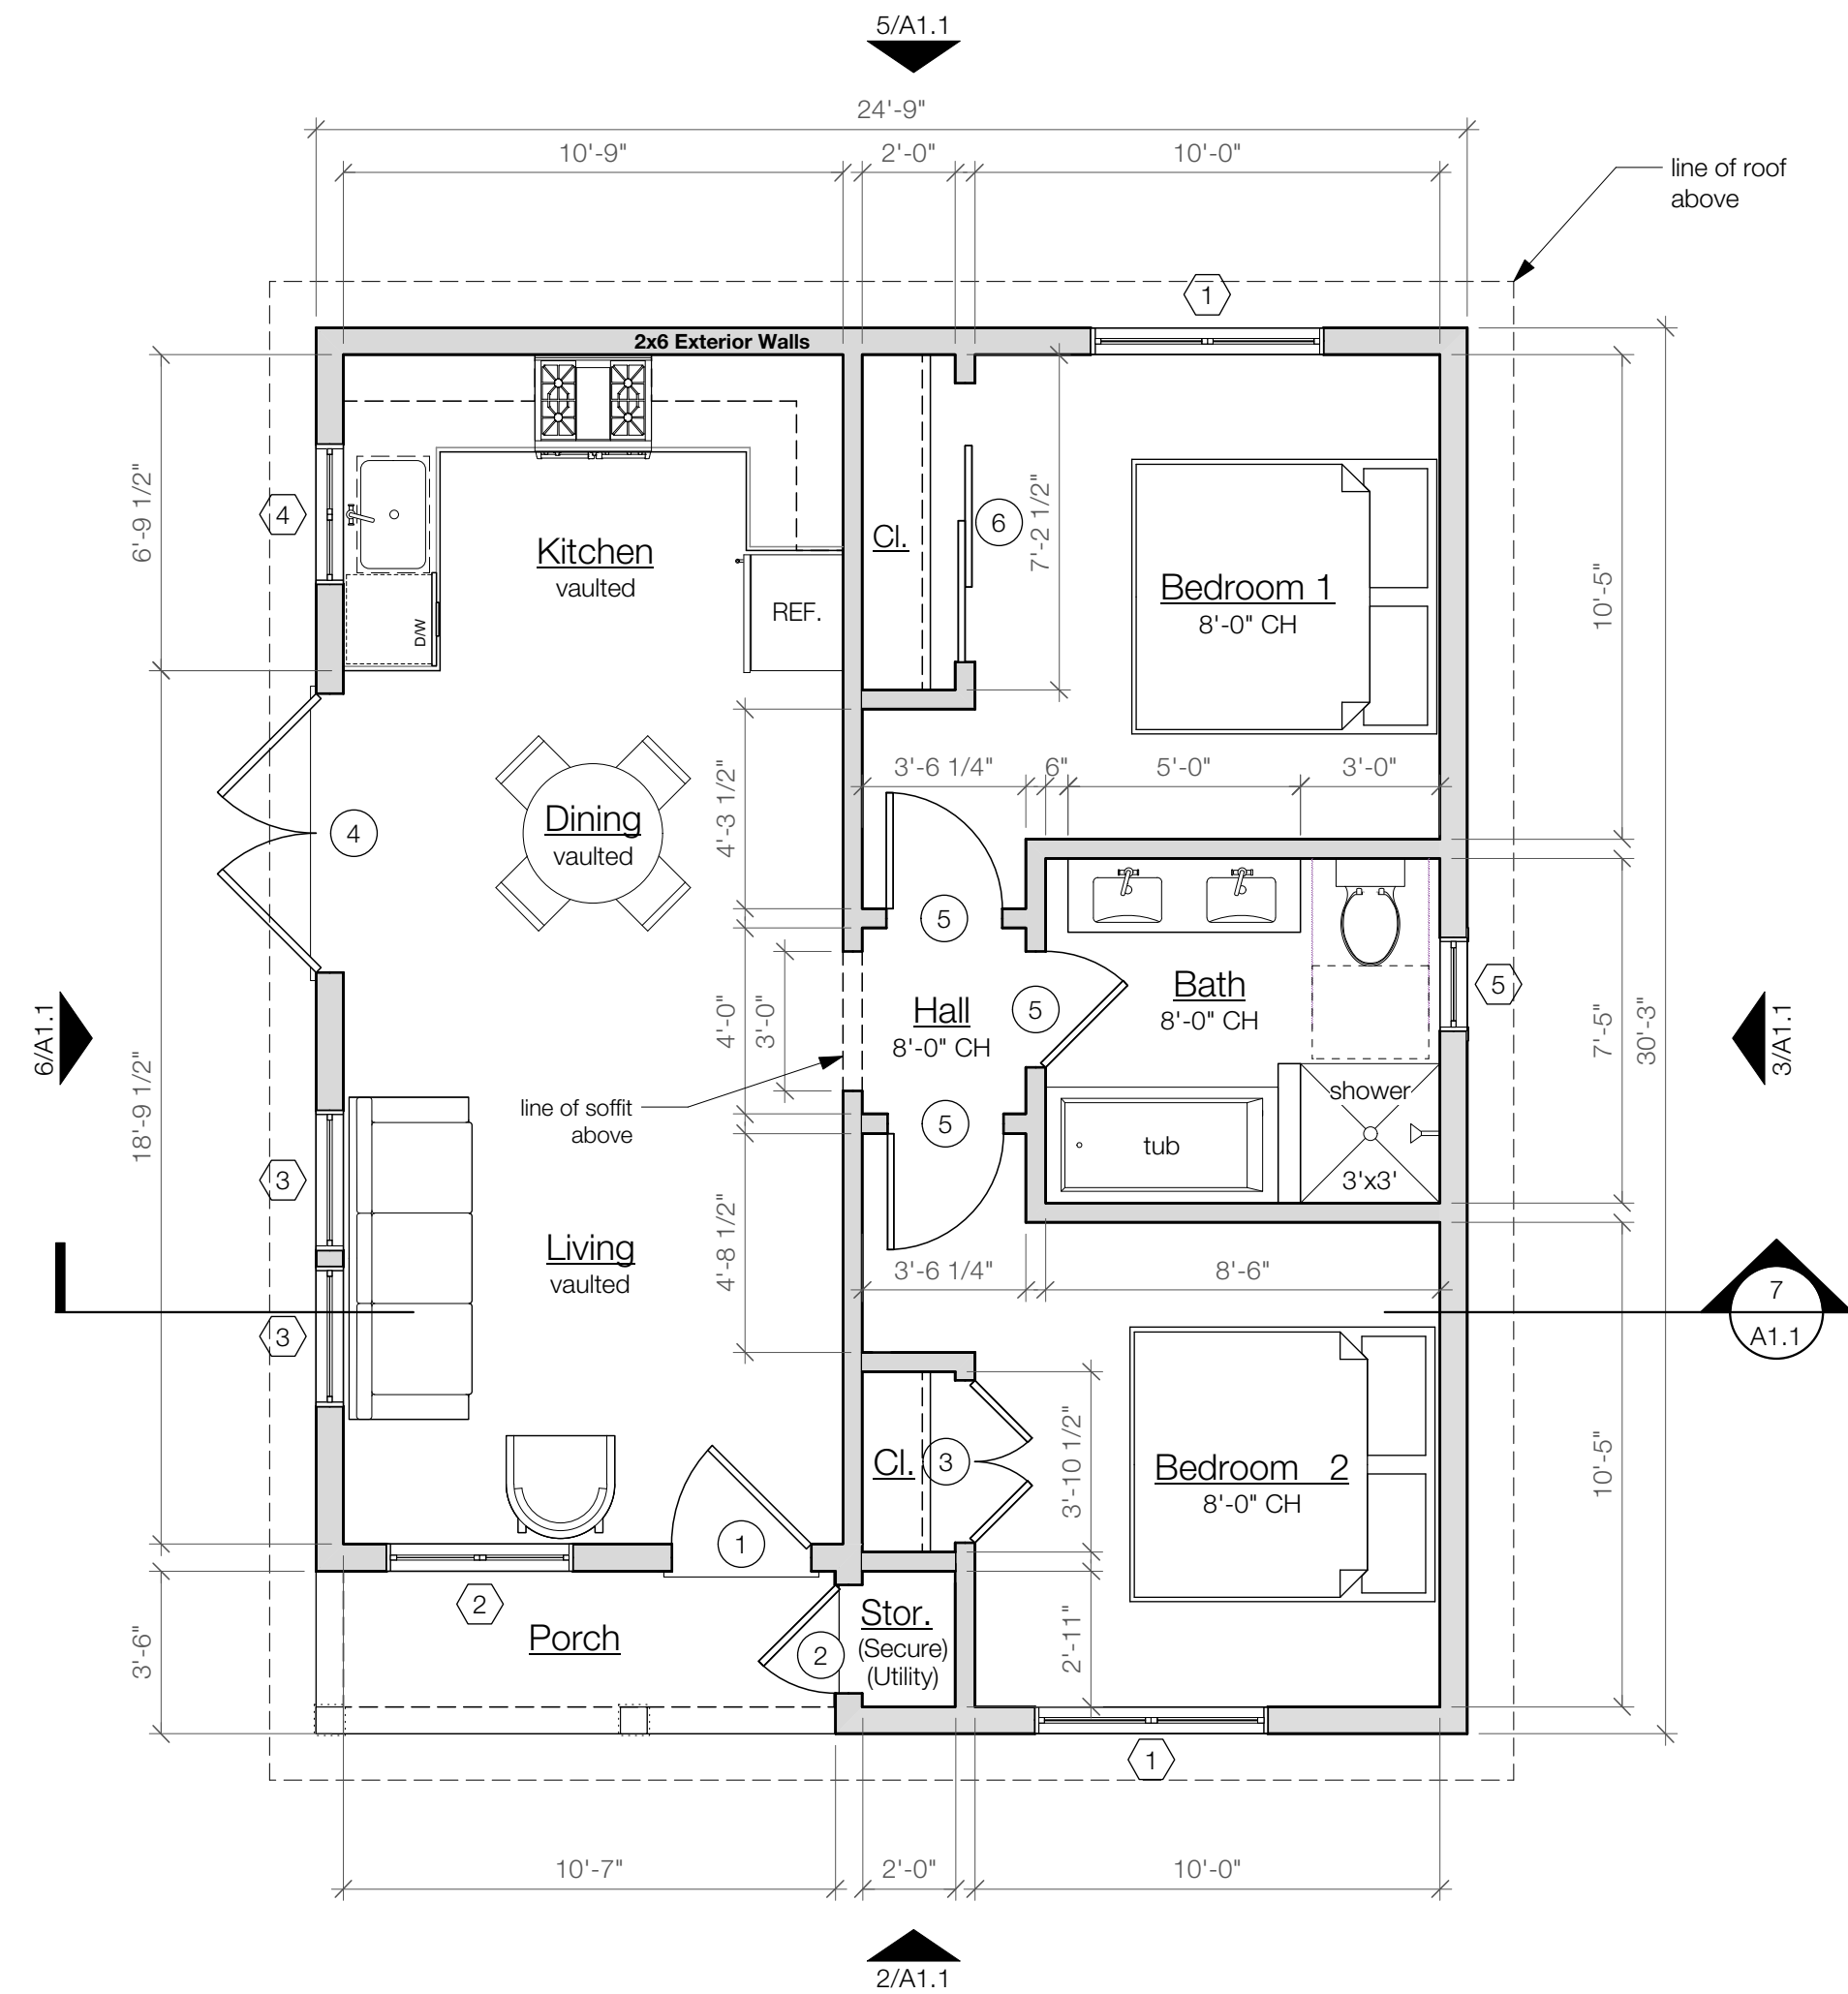 5/A1.1
24'-9"
10'-9"
2'-0"
10'-0"
line of roof
above
1
2x6 Exterior Walls
6'-9 1/2"
4
Kitchen
vaulted
D/W
REF.
Cl.
6
7'-2 1/2"
Bedroom 1
8'-0" CH
10'-5"
3'-6 1/4"
6"
5'-0"
3'-0"
4'-3 1/2"
Dining
vaulted
4
5
5
Hall
8'-0" CH
Bath
8'-0" CH
5
7'-5"
30'-3"
6/A1.1
3/A1.1
18'-9 1/2"
4'-0"
3'-0"
line of soffit
above
5
tub
shower
3'x3'
3
4'-8 1/2"
Living
vaulted
3'-6 1/4"
8'-6"
3
7
A1.1
Cl.
3
3'-10 1/2"
Bedroom 2
8'-0" CH
10'-5"
1
2
Porch
2
Stor.
(Secure)
(Utility)
2'-11"
3'-6"
1
10'-7"
2'-0"
10'-0"
2/A1.1